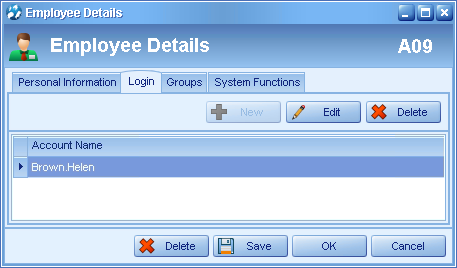 Employee Details
Employee Details A09
Personal Information Login Groups System Functions
New Edit Delete
Account Name
Brown.Helen
Delete Save OK Cancel